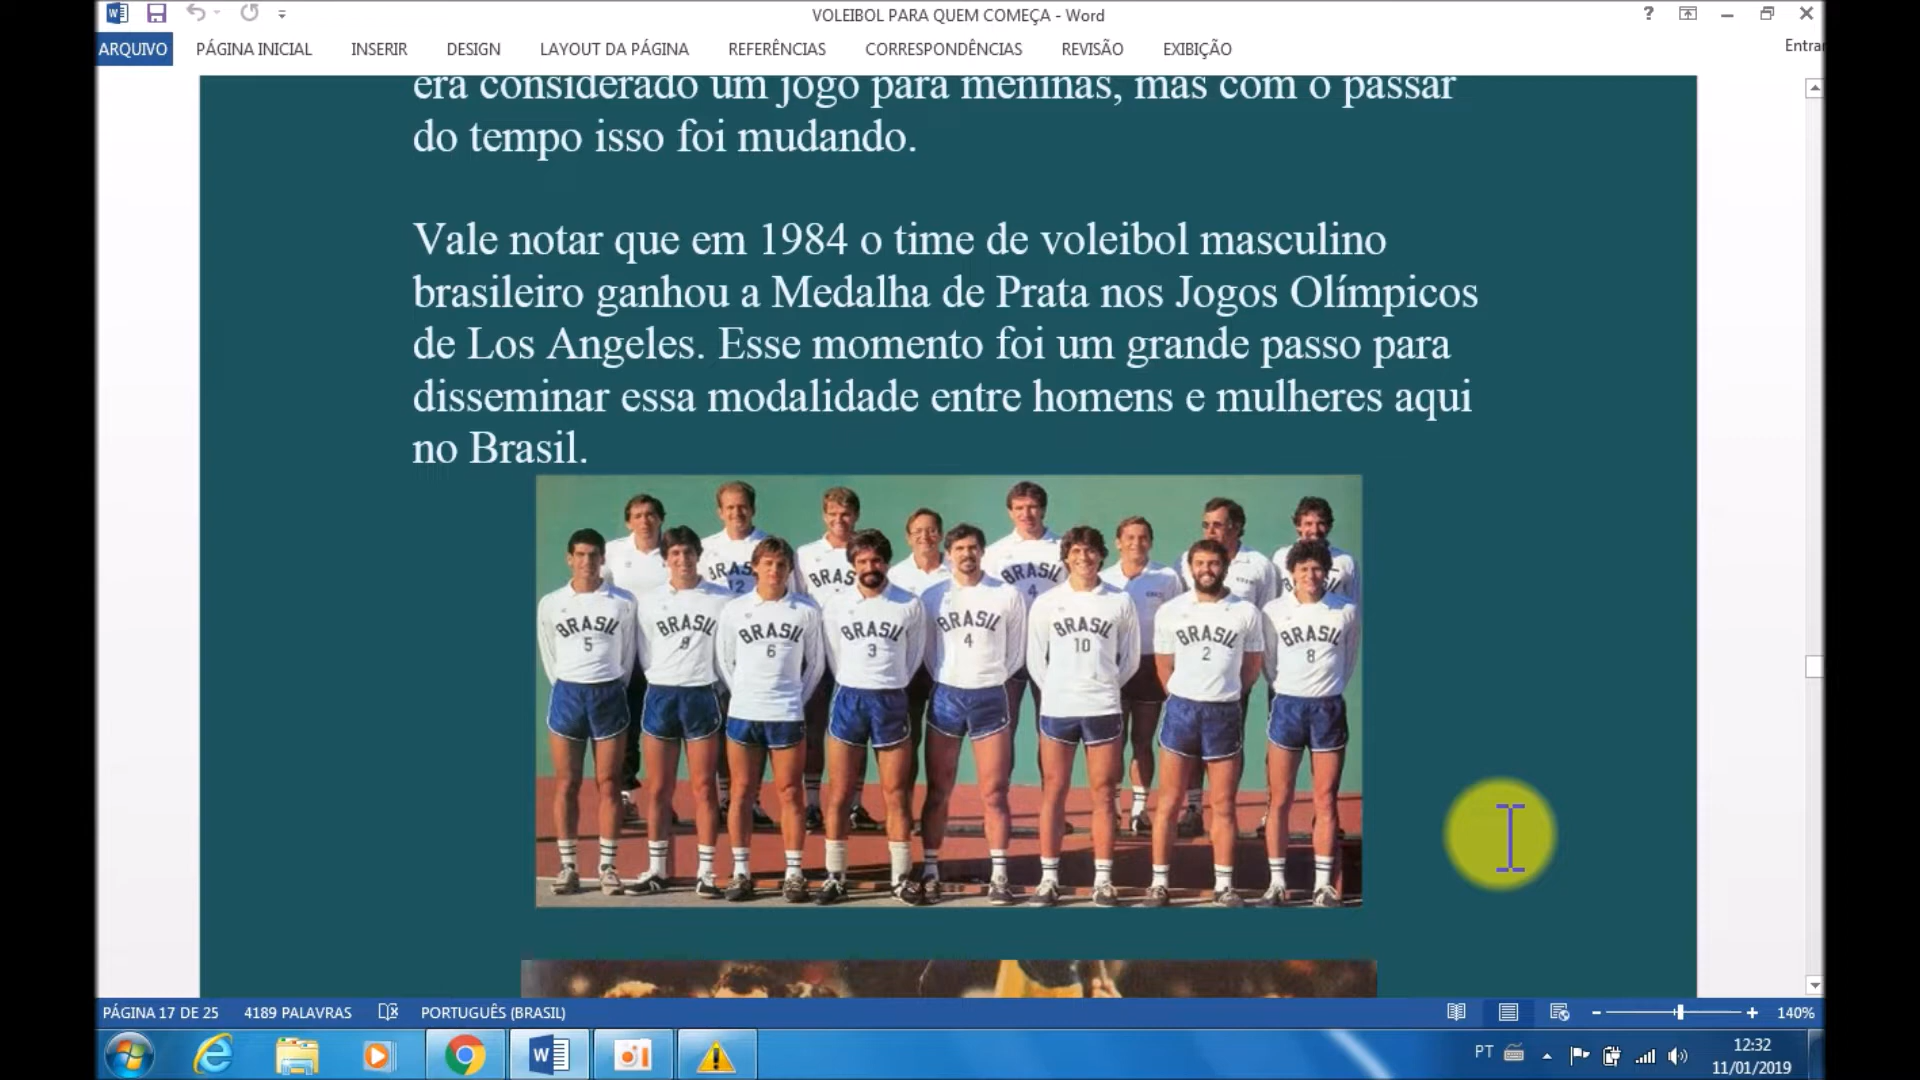 VOLEIBOL PARA QUEM COMEÇA - Word
?
ARQUIVO PÁGINA INICIAL INSERIR DESIGN LAYOUT DA PÁGINA REFERÊNCIAS CORRESPONDÊNCIAS REVISÃO EXIBIÇÃO Entrar
era considerado um jogo para meninas, mas com o passar
do tempo isso foi mudando.
Vale notar que em 1984 o time de voleibol masculino
brasileiro ganhou a Medalha de Prata nos Jogos Olímpicos
de Los Angeles. Esse momento foi um grande passo para
disseminar essa modalidade entre homens e mulheres aqui
no Brasil.
BRASIL 12
BRAS
BRASIL 4
BRASIL 5
BRASIL 9
BRASIL 6
BRASIL 3
BRASIL 4
BRASIL 10
BRASIL 2
BRASIL 8
PÁGINA 17 DE 25 4189 PALAVRAS PORTUGUÊS (BRASIL) 140%
PT 12:32
11/01/2019